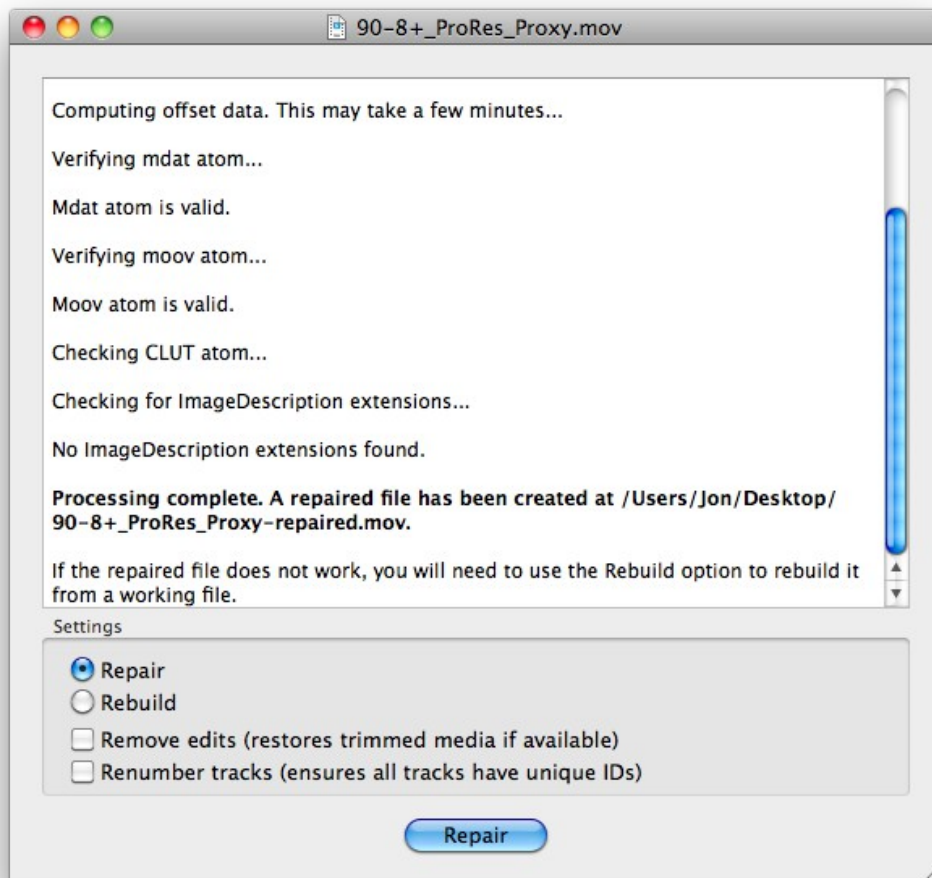 90-8+_ProRes_Proxy.mov
Computing offset data. This may take a few minutes...
Verifying mdat atom...
Mdat atom is valid.
Verifying moov atom...
Moov atom is valid.
Checking CLUT atom...
Checking for ImageDescription extensions...
No ImageDescription extensions found.
Processing complete. A repaired file has been created at /Users/Jon/Desktop/
90-8+_ProRes_Proxy-repaired.mov.
If the repaired file does not work, you will need to use the Rebuild option to rebuild it
from a working file.
Settings
Repair
Rebuild
Remove edits (restores trimmed media if available)
Renumber tracks (ensures all tracks have unique IDs)
Repair